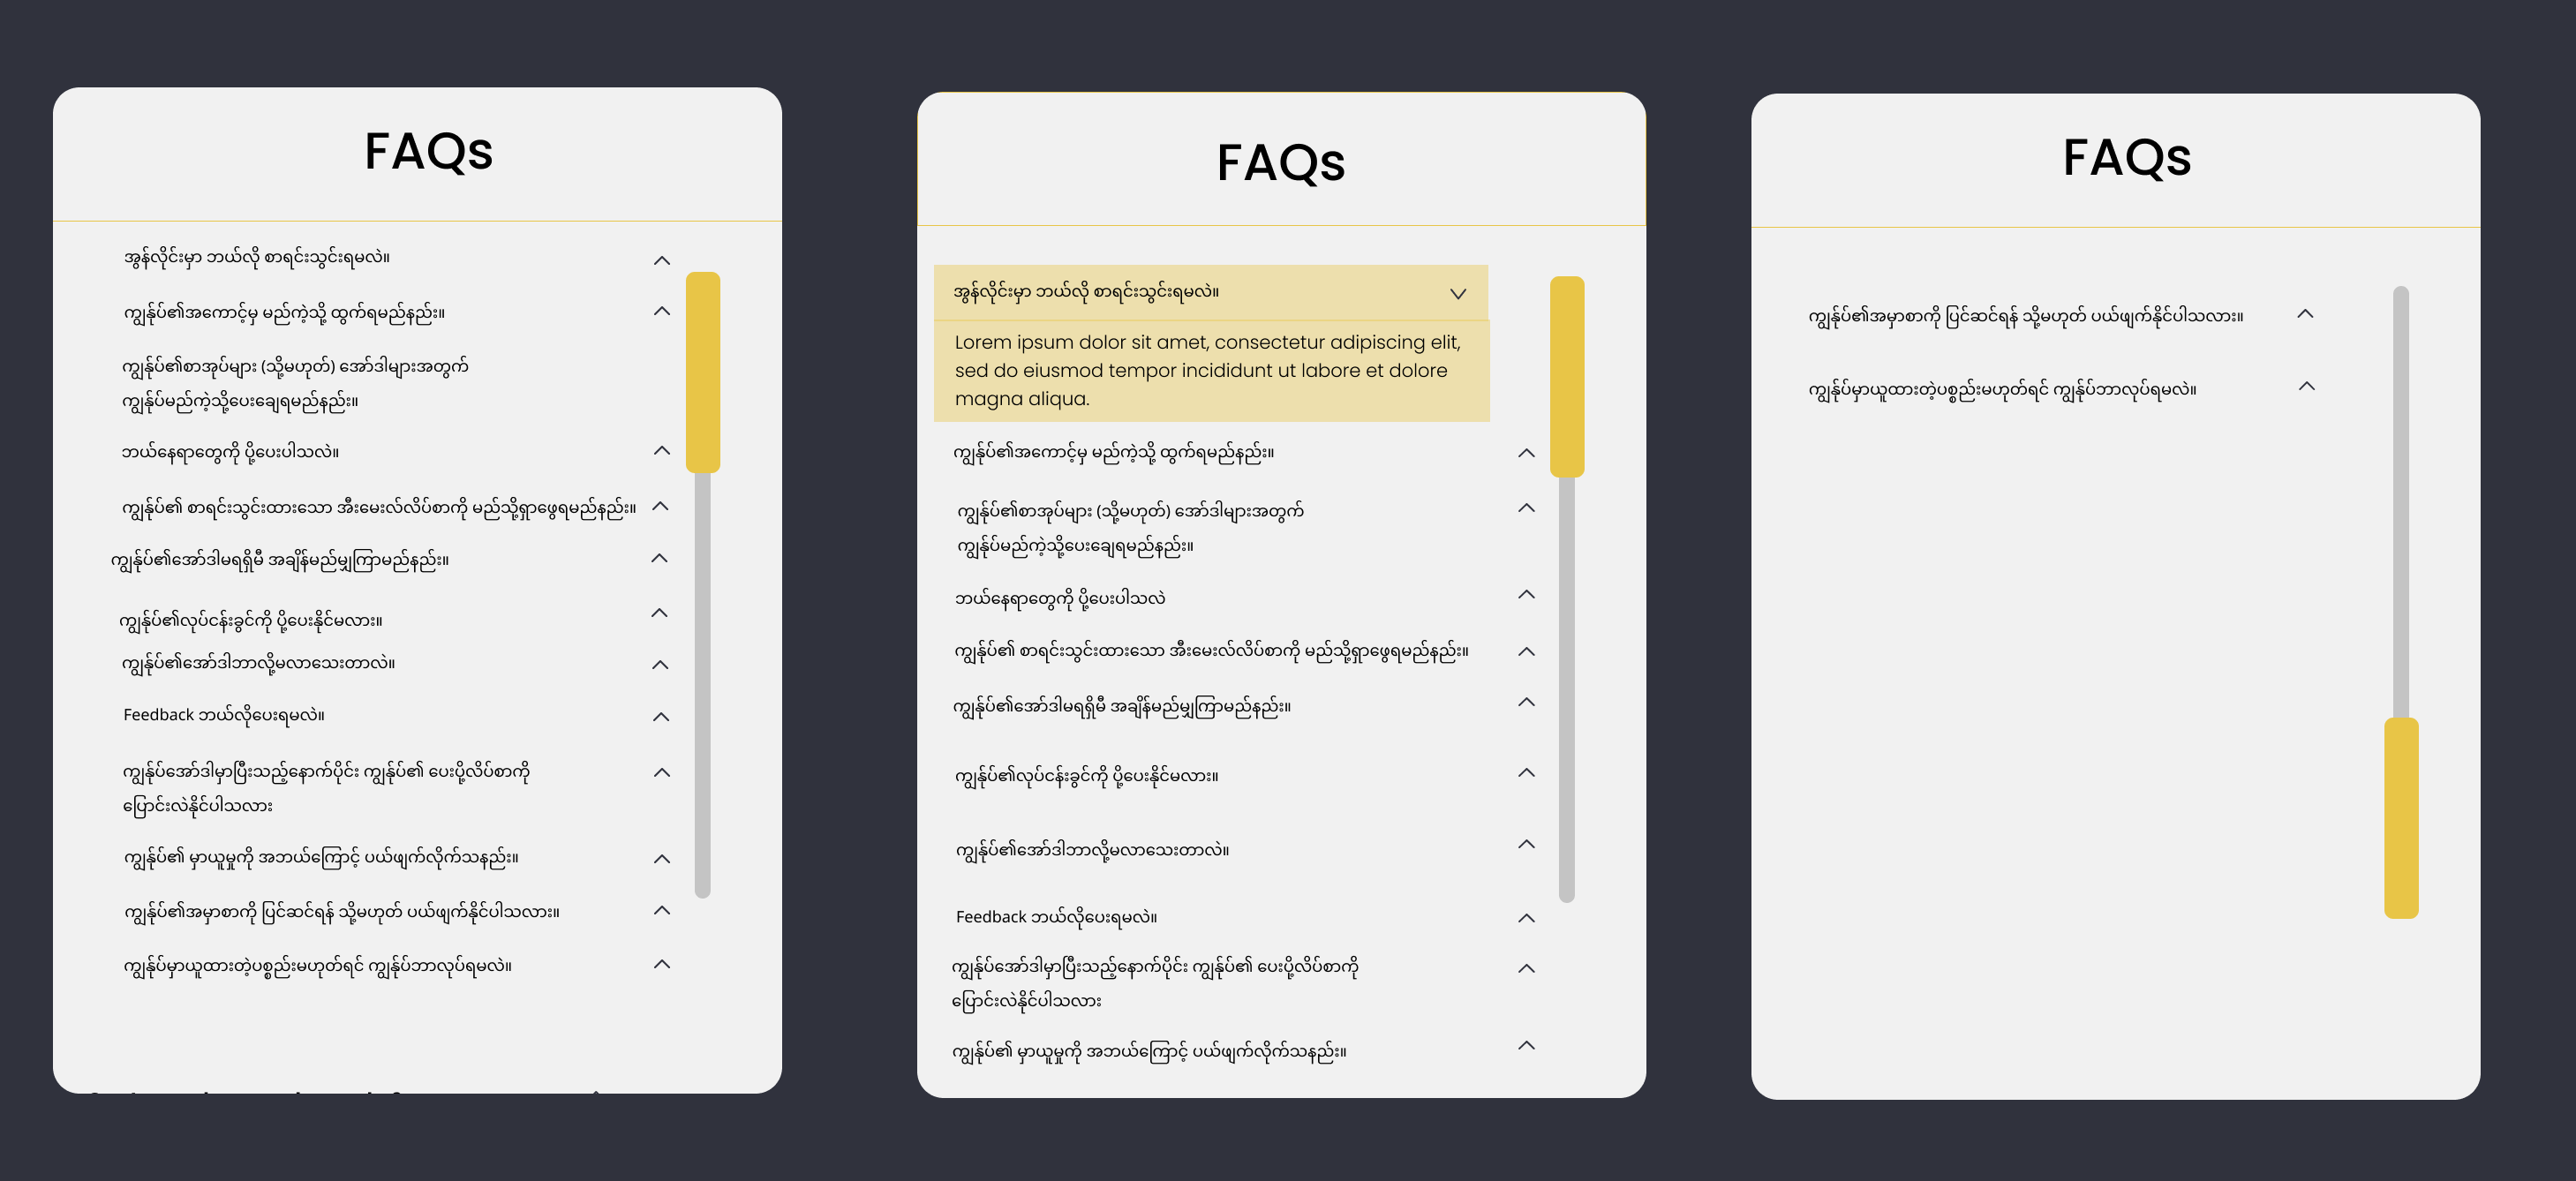 FAQs
အွန်လိုင်းမှာ ဘယ်လို စာရင်းသွင်းရမလဲ။
ကျွန်ုပ်၏အကောင့်မှ မည်ကဲ့သို့ ထွက်ရမည်နည်း။
ကျွန်ုပ်၏စာအုပ်များ (သို့မဟုတ်) အော်ဒါများအတွက်
ကျွန်ုပ်မည်ကဲ့သို့ပေးချေရမည်နည်း။
ဘယ်နေရာတွေကို ပို့ပေးပါသလဲ။
ကျွန်ုပ်၏ စာရင်းသွင်းထားသော အီးမေးလ်လိပ်စာကို မည်သို့ရှာဖွေရမည်နည်း။
ကျွန်ုပ်၏အော်ဒါမရရှိမီ အချိန်မည်မျှကြာမည်နည်း။
ကျွန်ုပ်၏လုပ်ငန်းခွင်ကို ပို့ပေးနိုင်မလား။
ကျွန်ုပ်၏အော်ဒါဘာလို့မလာသေးတာလဲ။
Feedback ဘယ်လိုပေးရမလဲ။
ကျွန်ုပ်အော်ဒါမှာပြီးသည့်နောက်ပိုင်း ကျွန်ုပ်၏ ပေးပို့လိပ်စာကို
ပြောင်းလဲနိုင်ပါသလား
ကျွန်ုပ်၏ မှာယူမှုကို အဘယ်ကြောင့် ပယ်ဖျက်လိုက်သနည်း။
ကျွန်ုပ်၏အမှာစာကို ပြင်ဆင်ရန် သို့မဟုတ် ပယ်ဖျက်နိုင်ပါသလား။
ကျွန်ုပ်မှာယူထားတဲ့ပစ္စည်းမဟုတ်ရင် ကျွန်ုပ်ဘာလုပ်ရမလဲ။
FAQs
အွန်လိုင်းမှာ ဘယ်လို စာရင်းသွင်းရမလဲ။
Lorem ipsum dolor sit amet, consectetur adipiscing elit,
sed do eiusmod tempor incididunt ut labore et dolore
magna aliqua.
ကျွန်ုပ်၏အကောင့်မှ မည်ကဲ့သို့ ထွက်ရမည်နည်း။
ကျွန်ုပ်၏စာအုပ်များ (သို့မဟုတ်) အော်ဒါများအတွက်
ကျွန်ုပ်မည်ကဲ့သို့ပေးချေရမည်နည်း။
ဘယ်နေရာတွေကို ပို့ပေးပါသလဲ
ကျွန်ုပ်၏ စာရင်းသွင်းထားသော အီးမေးလ်လိပ်စာကို မည်သို့ရှာဖွေရမည်နည်း။
ကျွန်ုပ်၏အော်ဒါမရရှိမီ အချိန်မည်မျှကြာမည်နည်း။
ကျွန်ုပ်၏လုပ်ငန်းခွင်ကို ပို့ပေးနိုင်မလား။
ကျွန်ုပ်၏အော်ဒါဘာလို့မလာသေးတာလဲ။
Feedback ဘယ်လိုပေးရမလဲ။
ကျွန်ုပ်အော်ဒါမှာပြီးသည့်နောက်ပိုင်း ကျွန်ုပ်၏ ပေးပို့လိပ်စာကို
ပြောင်းလဲနိုင်ပါသလား
ကျွန်ုပ်၏ မှာယူမှုကို အဘယ်ကြောင့် ပယ်ဖျက်လိုက်သနည်း။
FAQs
ကျွန်ုပ်၏အမှာစာကို ပြင်ဆင်ရန် သို့မဟုတ် ပယ်ဖျက်နိုင်ပါသလား။
ကျွန်ုပ်မှာယူထားတဲ့ပစ္စည်းမဟုတ်ရင် ကျွန်ုပ်ဘာလုပ်ရမလဲ။